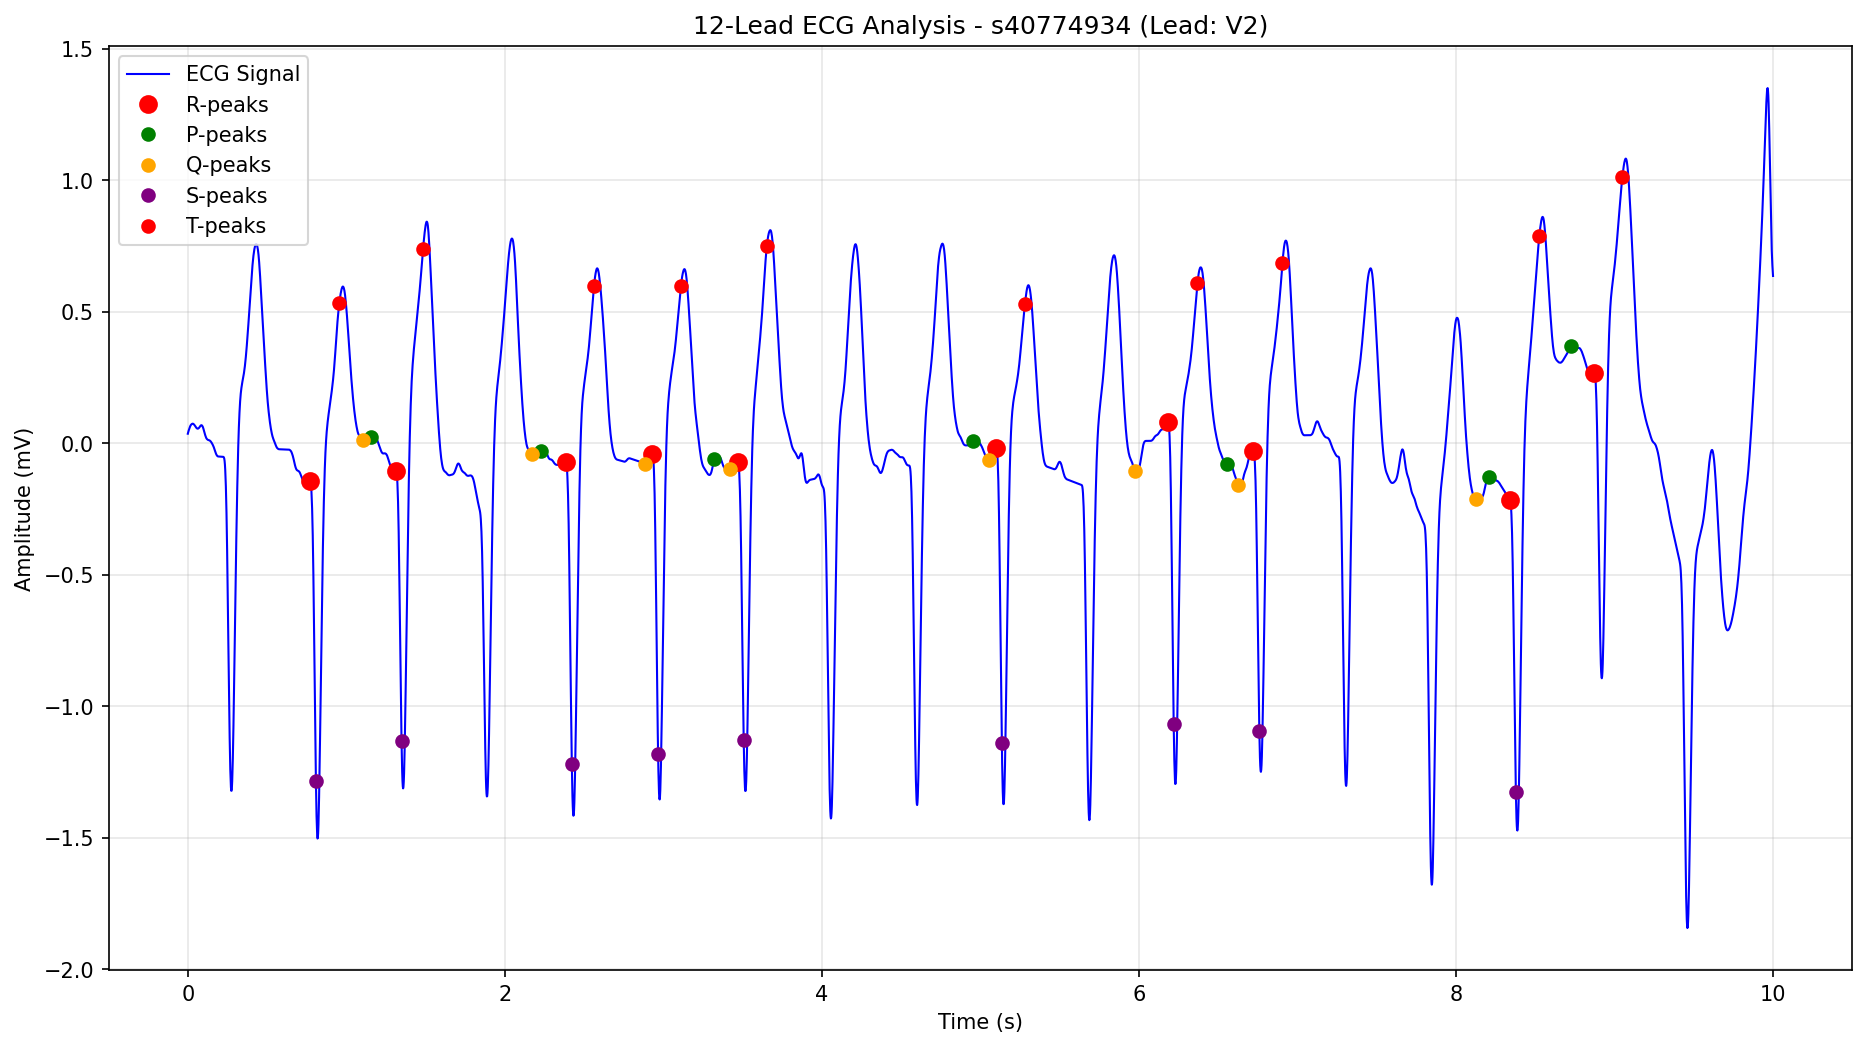 12-Lead ECG Analysis - s40774934 (Lead: V2)
ECG Signal
R-peaks
P-peaks
Q-peaks
S-peaks
T-peaks
1.5
1.0
0.5
0.0
−0.5
−1.0
−1.5
−2.0
Amplitude (mV)
0 2 4 6 8 10
Time (s)